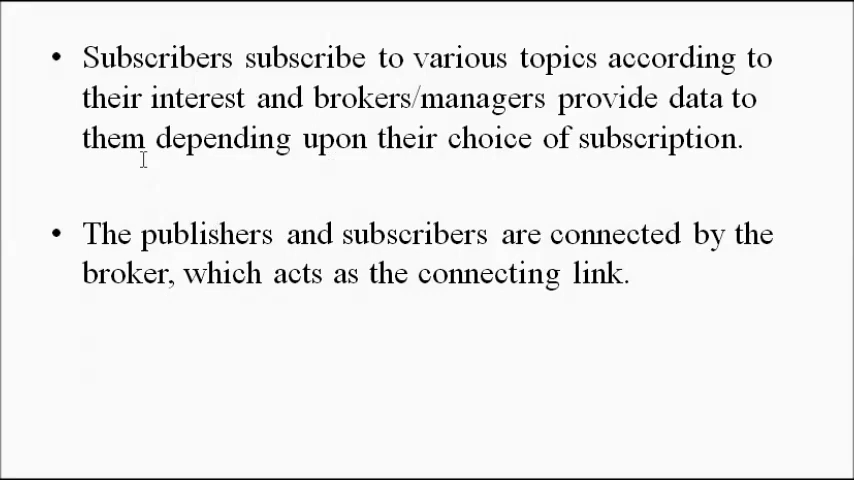 • Subscribers subscribe to various topics according to
their interest and brokers/managers provide data to
them depending upon their choice of subscription.
• The publishers and subscribers are connected by the
broker, which acts as the connecting link.